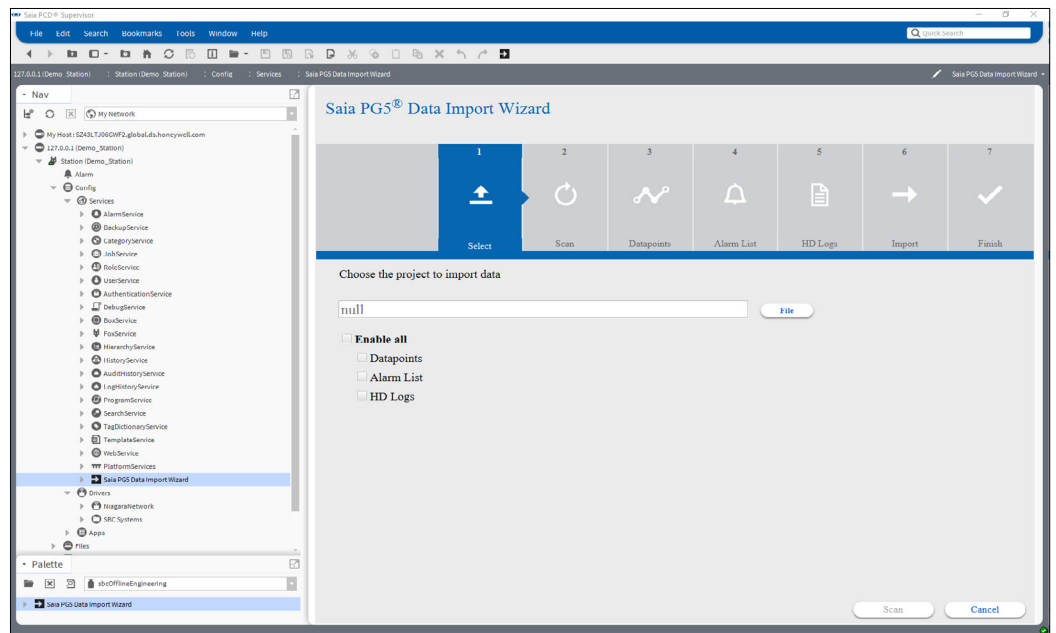 Saia PCD® Supervisor
File Edit Search Bookmarks Tools Window Help
Quick Search
127.0.0.1 (Demo_Station) : Station (Demo_Station) : Config : Services : Saia PG5 Data Import Wizard
Saia PG5 Data Import Wizard
Nav
My Network
My Host : SZ43LTJ06CWF2.global.ds.honeywell.com
127.0.0.1 (Demo_Station)
Station (Demo_Station)
Alarm
Config
Services
AlarmService
BackupService
CategoryService
JobService
RoleService
UserService
AuthenticationService
DebugService
BoxService
FoxService
HierarchyService
HistoryService
AuditHistoryService
LogHistoryService
ProgramService
SearchService
TagDictionaryService
TemplateService
WebService
PlatformServices
Saia PG5 Data Import Wizard
Drivers
NiagaraNetwork
SBC Systems
Apps
Files
Palette
sbcOfflineEngineering
Saia PG5 Data Import Wizard
Saia PG5® Data Import Wizard
1 2 3 4 5 6 7
Select Scan Datapoints Alarm List HD Logs Import Finish
Choose the project to import data
null
File
Enable all
Datapoints
Alarm List
HD Logs
Scan Cancel